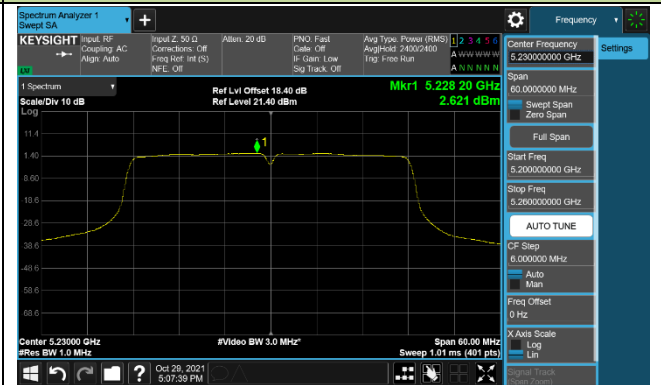 Spectrum Analyzer 1
Swept SA
Frequency
KEYSIGHT
Input: RF
Coupling: AC
Align: Auto
Input Z: 50 Ω
Corrections: Off
Freq Ref: Int (S)
NFE: Off
Atten: 20 dB
PNO: Fast
Gate: Off
IF Gain: Low
Sig Track: Off
Avg Type: Power (RMS)
Avg|Hold: 2400/2400
Trig: Free Run
1 2 3 4 5 6
A W W W W W
A N N N N N
LW
1 Spectrum
Scale/Div 10 dB
Log
Ref Lvl Offset 18.40 dB
Ref Level 21.40 dBm
Mkr1 5.228 20 GHz
2.621 dBm
1
11.4
1.40
-8.60
-18.6
-28.6
-38.6
-48.6
-58.6
-68.6
Center 5.23000 GHz
#Res BW 1.0 MHz
#Video BW 3.0 MHz*
Span 60.00 MHz
Sweep 1.01 ms (401 pts)
Oct 29, 2021
5:07:39 PM
Center Frequency
5.230000000 GHz
Settings
Span
60.0000000 MHz
Swept Span
Zero Span
Full Span
Start Freq
5.200000000 GHz
Stop Freq
5.260000000 GHz
AUTO TUNE
CF Step
6.000000 MHz
Auto
Man
Freq Offset
0 Hz
X Axis Scale
Log
Lin
Signal Track
(Span Zoom)